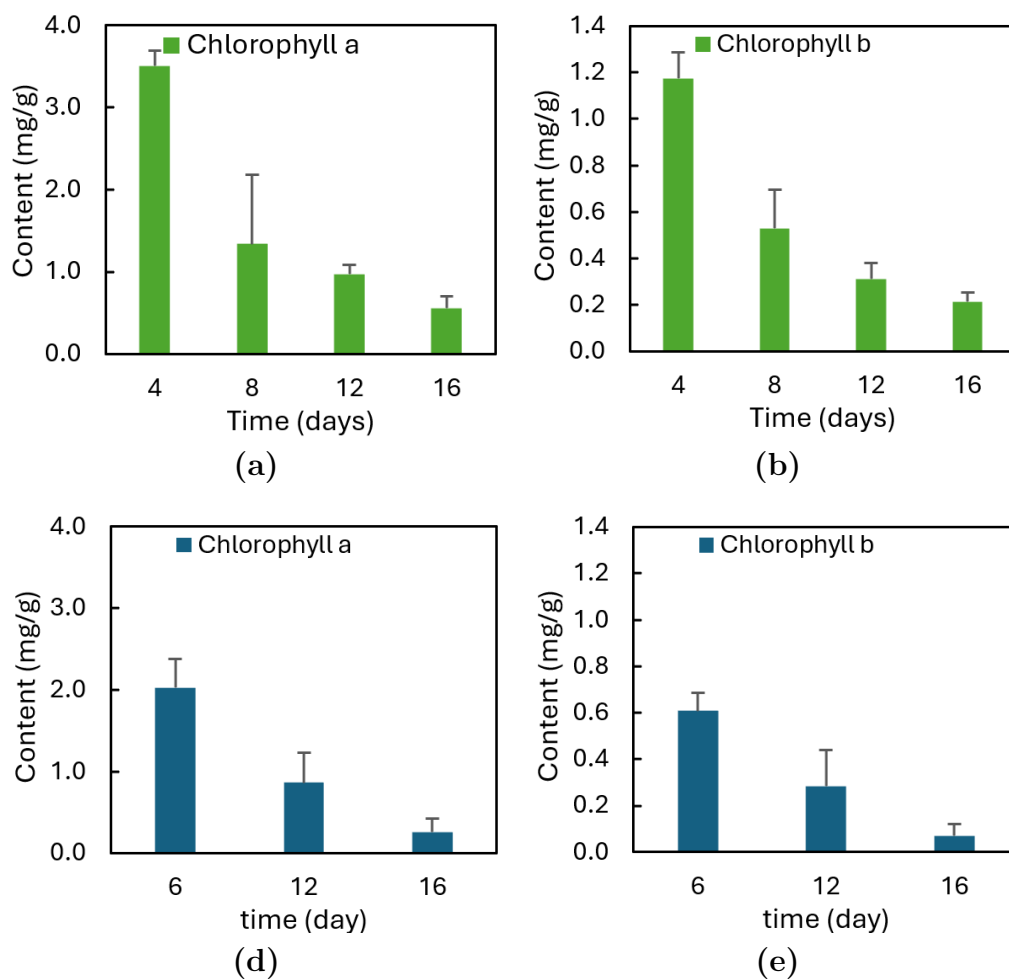 Chlorophyll a
Content (mg/g)
4.0
3.0
2.0
1.0
0.0
4 8 12 16
Time (days)
(a)
Chlorophyll b
Content (mg/g)
1.4
1.2
1.0
0.8
0.6
0.4
0.2
0.0
4 8 12 16
Time (days)
(b)
Chlorophyll a
Content (mg/g)
4.0
3.0
2.0
1.0
0.0
6 12 16
time (day)
(d)
Chlorophyll b
Content (mg/g)
1.4
1.2
1.0
0.8
0.6
0.4
0.2
0.0
6 12 16
time (day)
(e)